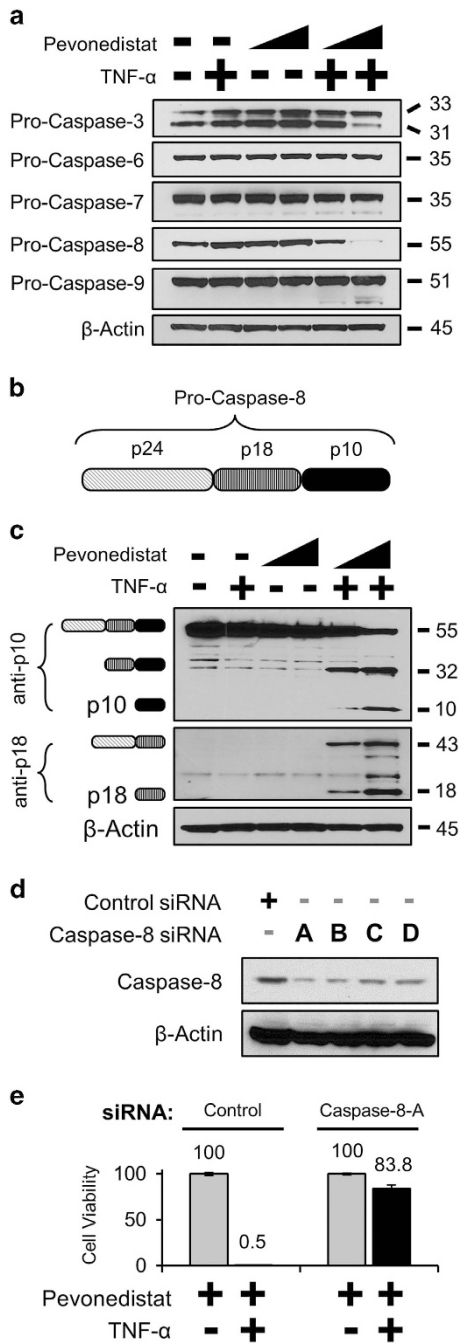 a
Pevonedistat - -
TNF-α - + - - + +
Pro-Caspase-3 33
31
Pro-Caspase-6 35
Pro-Caspase-7 35
Pro-Caspase-8 55
Pro-Caspase-9 51
β-Actin 45
b
Pro-Caspase-8
p24 p18 p10
c
Pevonedistat - -
TNF-α - + - - + +
anti-p10
55
32
p10 10
anti-p18
43
p18 18
β-Actin 45
d
Control siRNA + - - - -
Caspase-8 siRNA - A B C D
Caspase-8
β-Actin
e
siRNA: Control Caspase-8-A
Cell Viability
100 100
100 83.8
50
0.5
0
Pevonedistat + + + +
TNF-α - + - +